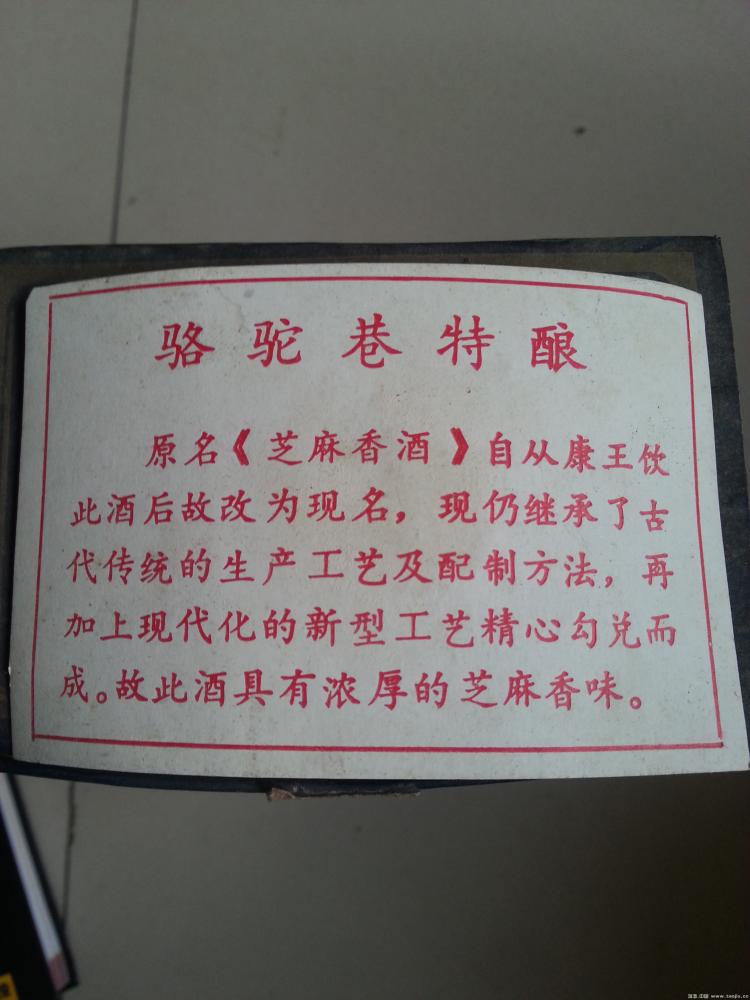 骆驼巷特酿
原名《芝麻香酒》自从康王饮
此酒后故改为现名，现仍继承了古
代传统的生产工艺及配制方法，再
加上现代化的新型工艺精心勾兑而
成。故此酒具有浓厚的芝麻香味。